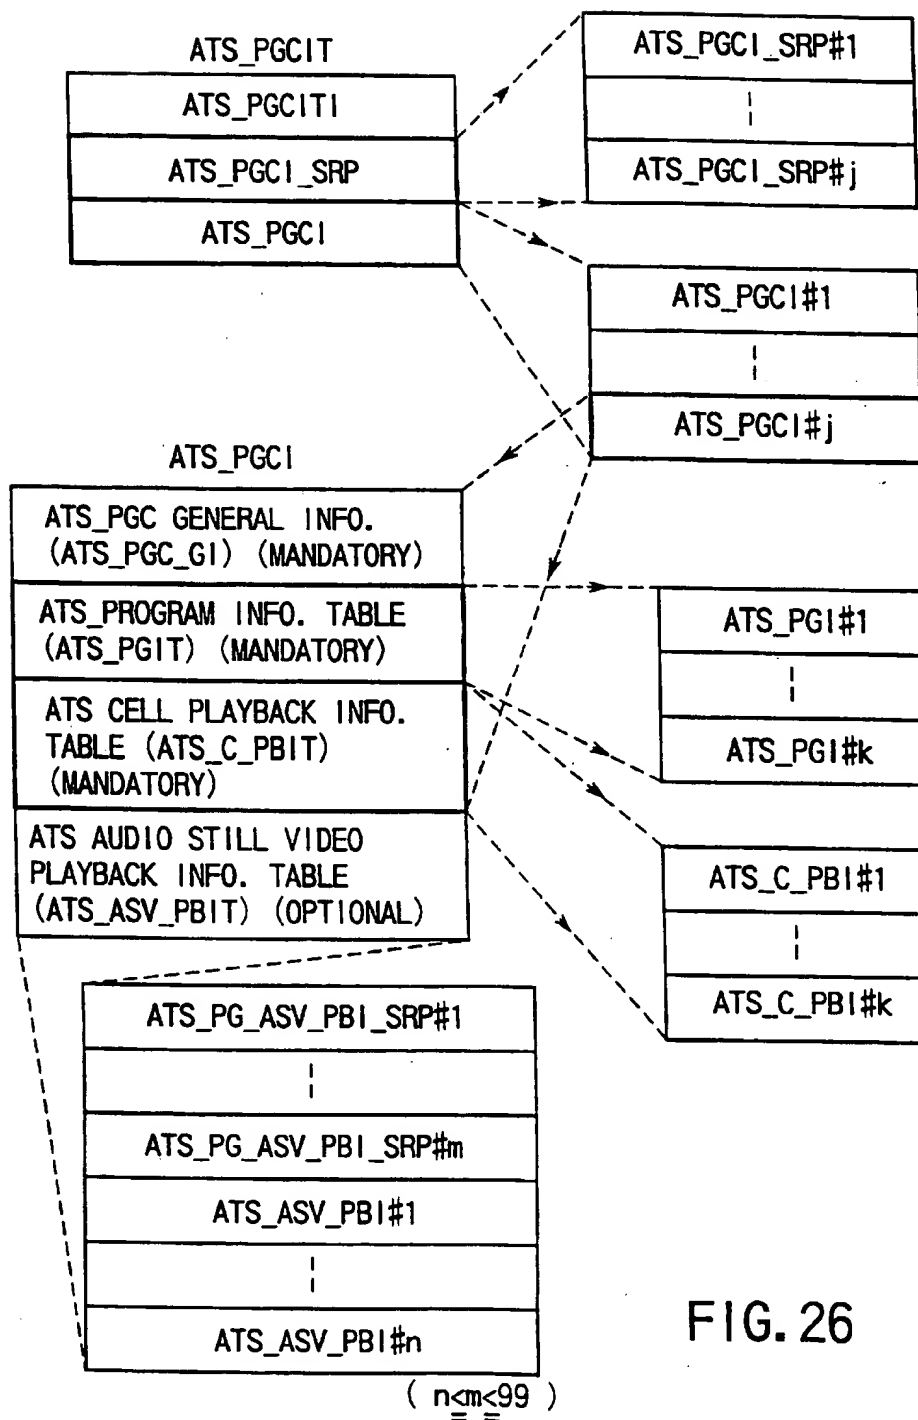 ATS_PGCIT
ATS_PGCITI
ATS_PGCI_SRP
ATS_PGCI
ATS_PGCI_SRP#1
ATS_PGCI_SRP#j
ATS_PGCI#1
ATS_PGCI#j
ATS_PGCI
ATS_PGC GENERAL INFO.
(ATS_PGC_GI) (MANDATORY)
ATS_PROGRAM INFO. TABLE
(ATS_PGIT) (MANDATORY)
ATS CELL PLAYBACK INFO.
TABLE (ATS_C_PBIT)
(MANDATORY)
ATS AUDIO STILL VIDEO
PLAYBACK INFO. TABLE
(ATS_ASV_PBIT) (OPTIONAL)
ATS_PGI#1
ATS_PGI#k
ATS_C_PBI#1
ATS_C_PBI#k
ATS_PG_ASV_PBI_SRP#1
ATS_PG_ASV_PBI_SRP#m
ATS_ASV_PBI#1
ATS_ASV_PBI#n
( n≦m≦99 )
FIG. 26